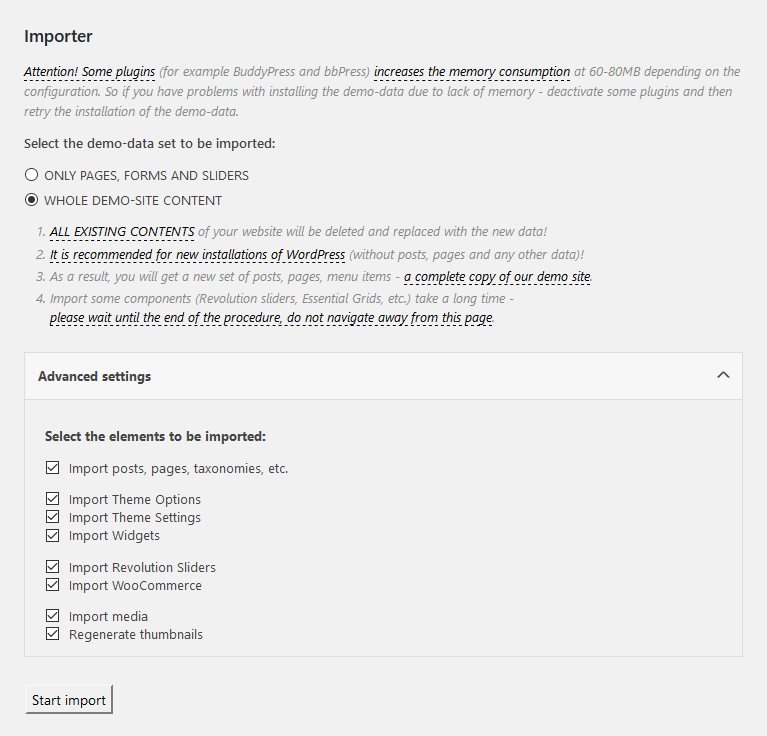 Importer
Attention! Some plugins (for example BuddyPress and bbPress) increases the memory consumption at 60-80MB depending on the
configuration. So if you have problems with installing the demo-data due to lack of memory - deactivate some plugins and then
retry the installation of the demo-data.
Select the demo-data set to be imported:
ONLY PAGES, FORMS AND SLIDERS
WHOLE DEMO-SITE CONTENT
1. ALL EXISTING CONTENTS of your website will be deleted and replaced with the new data!
2. It is recommended for new installations of WordPress (without posts, pages and any other data)!
3. As a result, you will get a new set of posts, pages, menu items - a complete copy of our demo site.
4. Import some components (Revolution sliders, Essential Grids, etc.) take a long time -
please wait until the end of the procedure, do not navigate away from this page.
Advanced settings
Select the elements to be imported:
Import posts, pages, taxonomies, etc.
Import Theme Options
Import Theme Settings
Import Widgets
Import Revolution Sliders
Import WooCommerce
Import media
Regenerate thumbnails
Start import